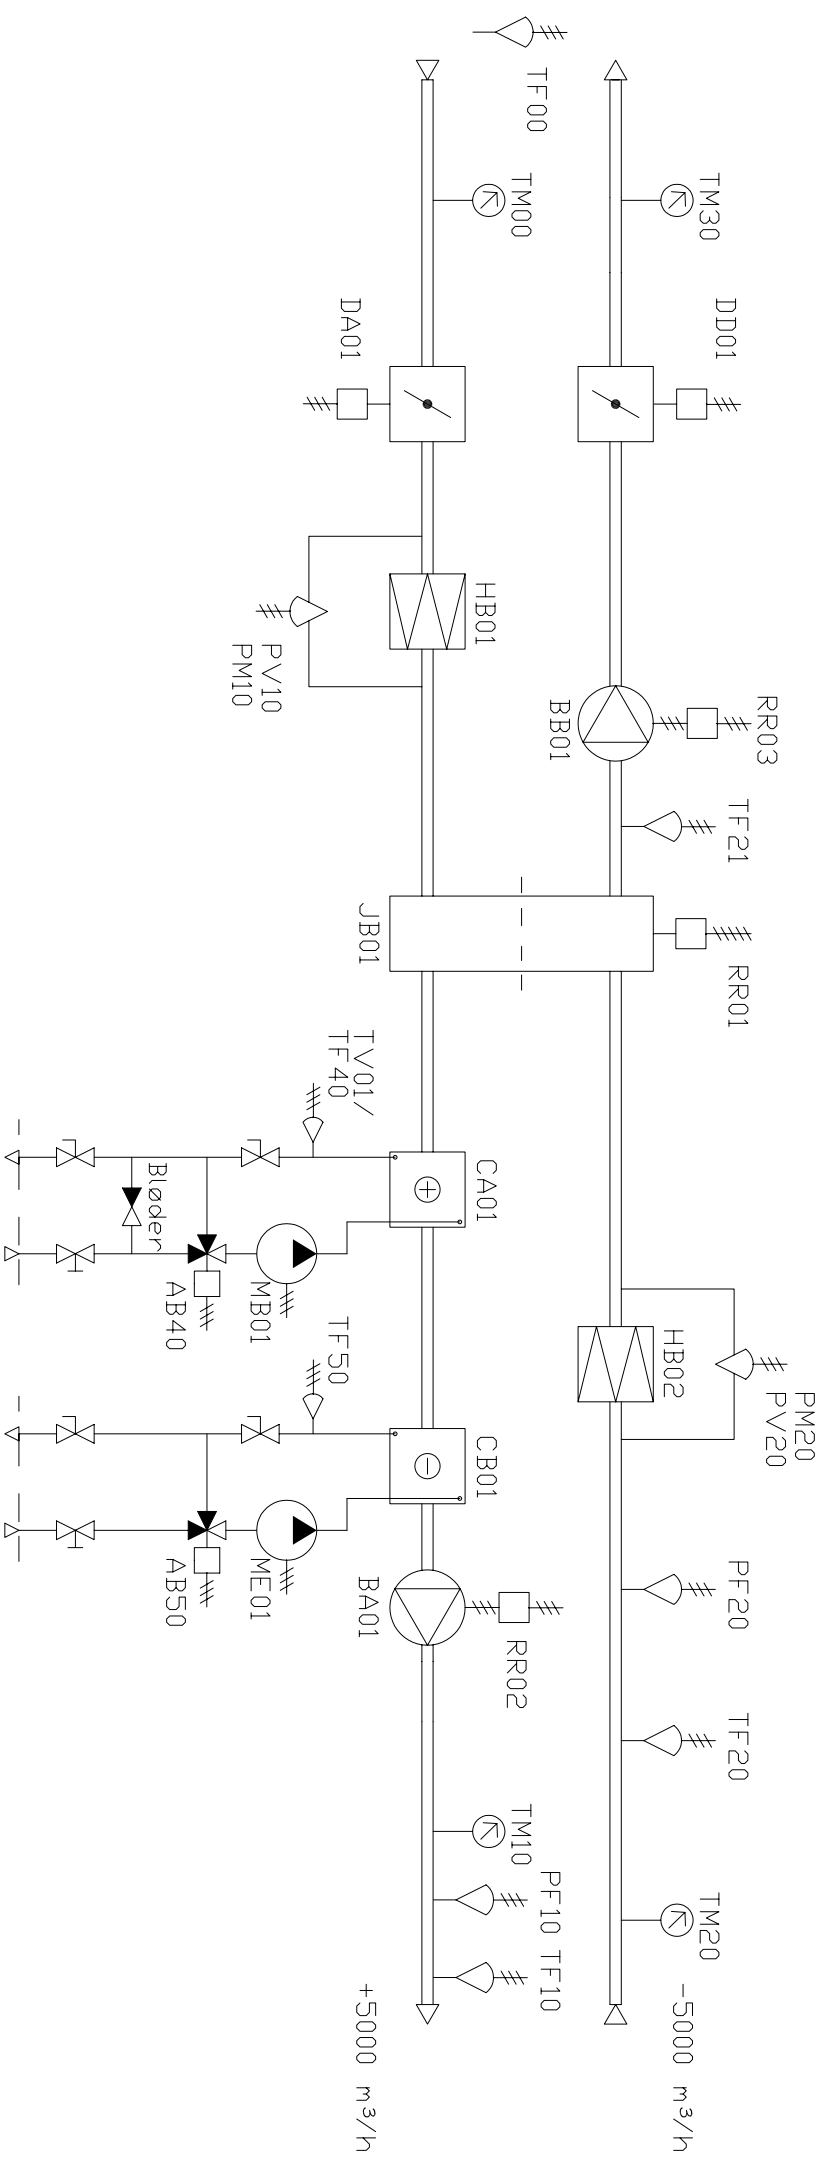 PM20
RR03
PV20
DD01
TF21
RR01
PF20
TF20
TM30
TM20
-5000 m³/h
HB02
BB01
PF10 TF10
TF00
TM00
TM10
RR02
HB01
CA01
CB01
JB01
BA01
+5000 m³/h
TV01/
TF40
DA01
TF50
PV10
PM10
MB01
ME01
AB40
AB50
Bløder